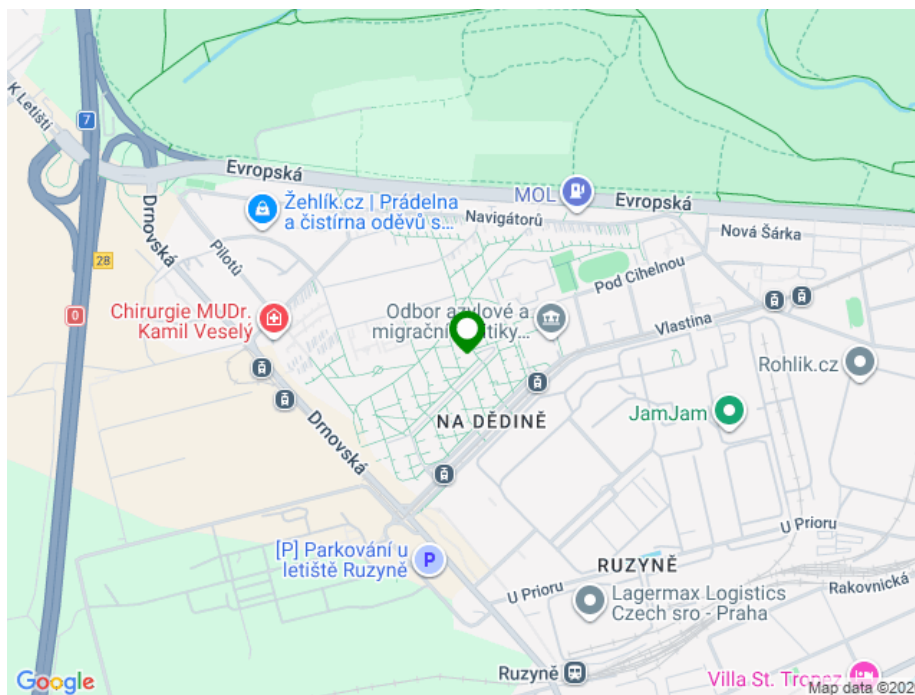 K Letišti
7
Evropská
MOL
Evropská
Žehlík.cz | Prádelna
a čistírna oděvů s...
Navigátorů
Nová Šárka
Drnovská
Pilotů
28
0
Pod Cihelnou
Chirurgie MUDr.
Kamil Veselý
Odbor azylové a
migrační politiky...
Vlastina
Rohlik.cz
JamJam
NA DĚDINĚ
Drnovská
[P] Parkování u
letiště Ruzyně
P
U Prioru
RUZYNĚ
U Prioru
Rakovnická
Lagermax Logistics
Czech sro - Praha
Ruzyně
Villa St. Tropez
Google
Map data ©202